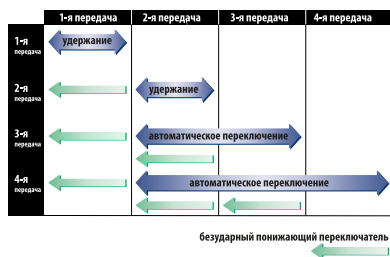 1-я передача 2-я передача 3-я передача 4-я передача
1-я
передача
удержание
2-я
передача
удержание
3-я
передача
автоматическое переключение
4-я
передача
автоматическое переключение
безударный понижающий переключатель